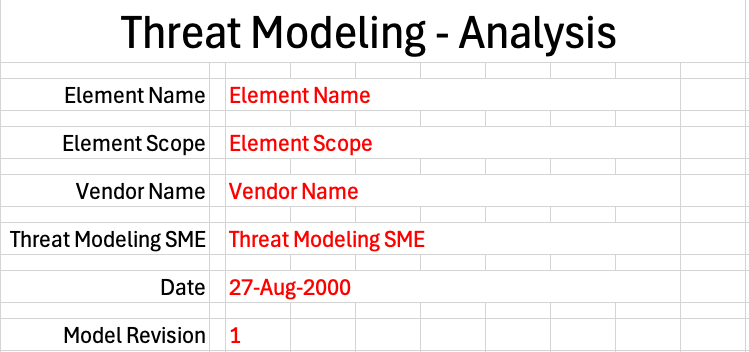 Threat Modeling - Analysis
Element Name Element Name
Element Scope Element Scope
Vendor Name Vendor Name
Threat Modeling SME Threat Modeling SME
Date 27-Aug-2000
Model Revision 1